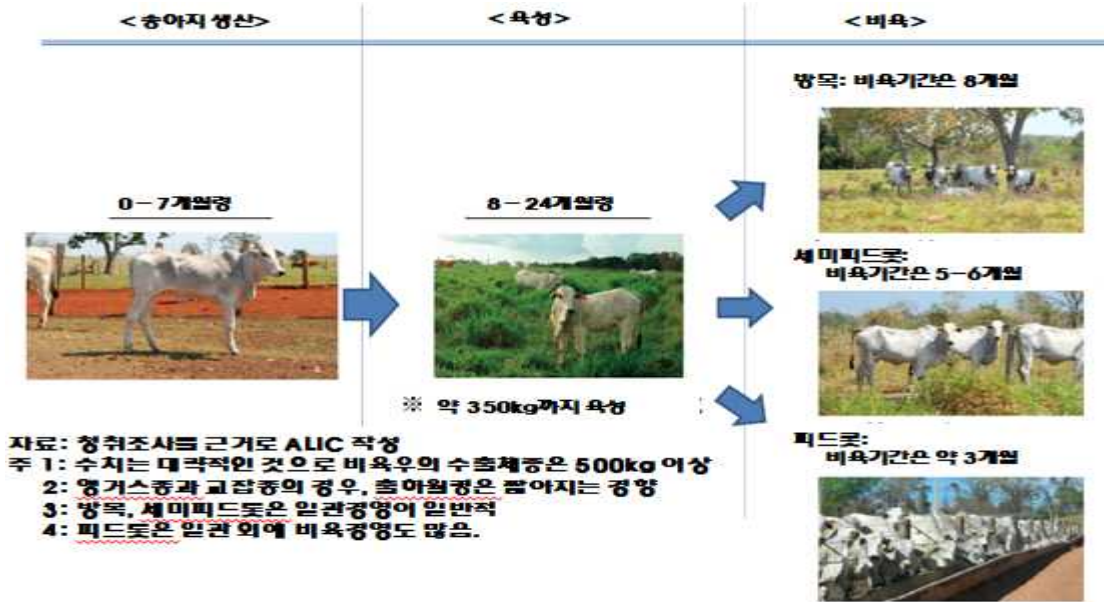 <송아지 생산>
<육성>
<비육>
방목: 비육기간은 8개월
0-7개월령
8-24개월령
세미피드롯:
비육기간은 5-6개월
※ 약 350kg까지 육성
피드롯:
비육기간은 약 3개월
자료: 청취조사를 근거로 ALIC 작성
주 1: 수치는 대략적인 것으로 비육우의 수출체중은 500kg 이상
2: 앵거스종과 교잡종의 경우, 출하월령은 짧아지는 경향
3: 방목, 세미피드롯은 일관경영이 일반적
4: 피드롯은 일관 외에 비육경영도 많음.